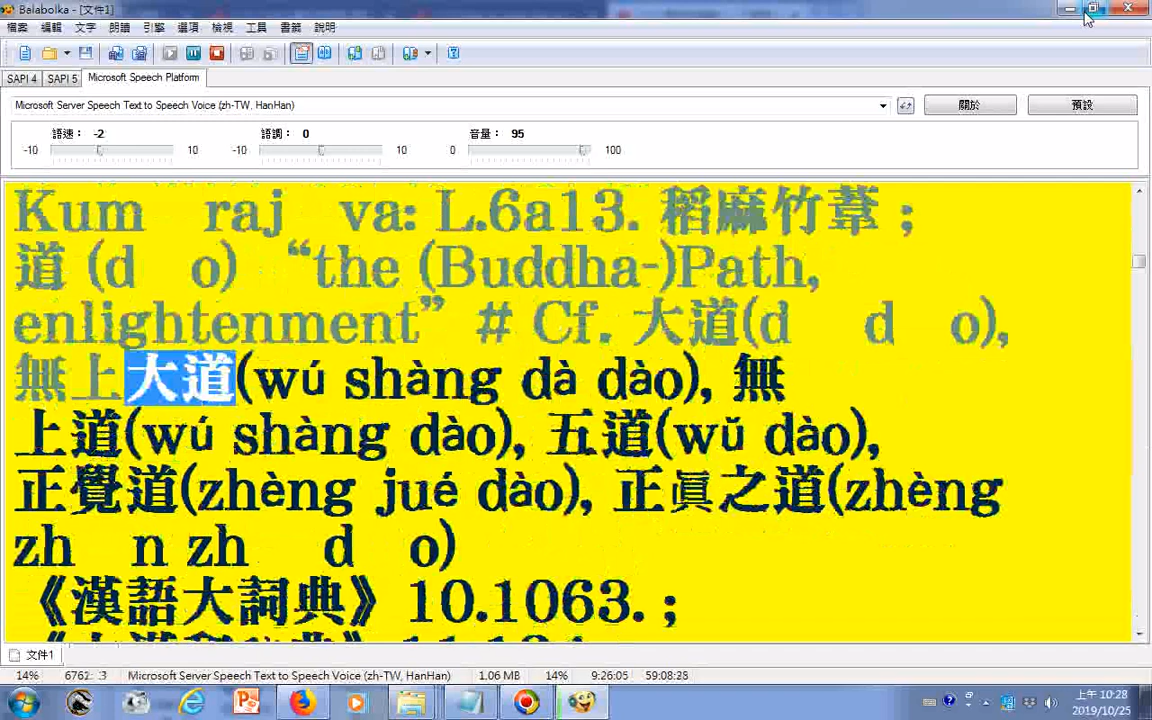 Balabolka - [文件1]
檔案 編輯 文字 朗讀 引擎 選項 檢視 工具 書籤 說明
SAPI 4 SAPI 5 Microsoft Speech Platform
Microsoft Server Speech Text to Speech Voice (zh-TW, HanHan) 關於 預設
語速： -2 語調： 0 音量： 95
-10 10 -10 10 0 100
Kum raj va: L.6a13. 稻麻竹葦；
道 (d o) “the (Buddha-)Path,
enlightenment” # Cf. 大道(d d o),
無上大道(wú shàng dà dào), 無
上道(wú shàng dào), 五道(wŭ dào),
正覺道(zhèng jué dào), 正眞之道(zhèng
zh n zh d o)
《漢語大詞典》10.1063.；
文件1
14% Microsoft Server Speech Text to Speech Voice (zh-TW, HanHan) 1.06 MB 14% 9:26:05 59:08:28
上午 10:28
2019/10/25